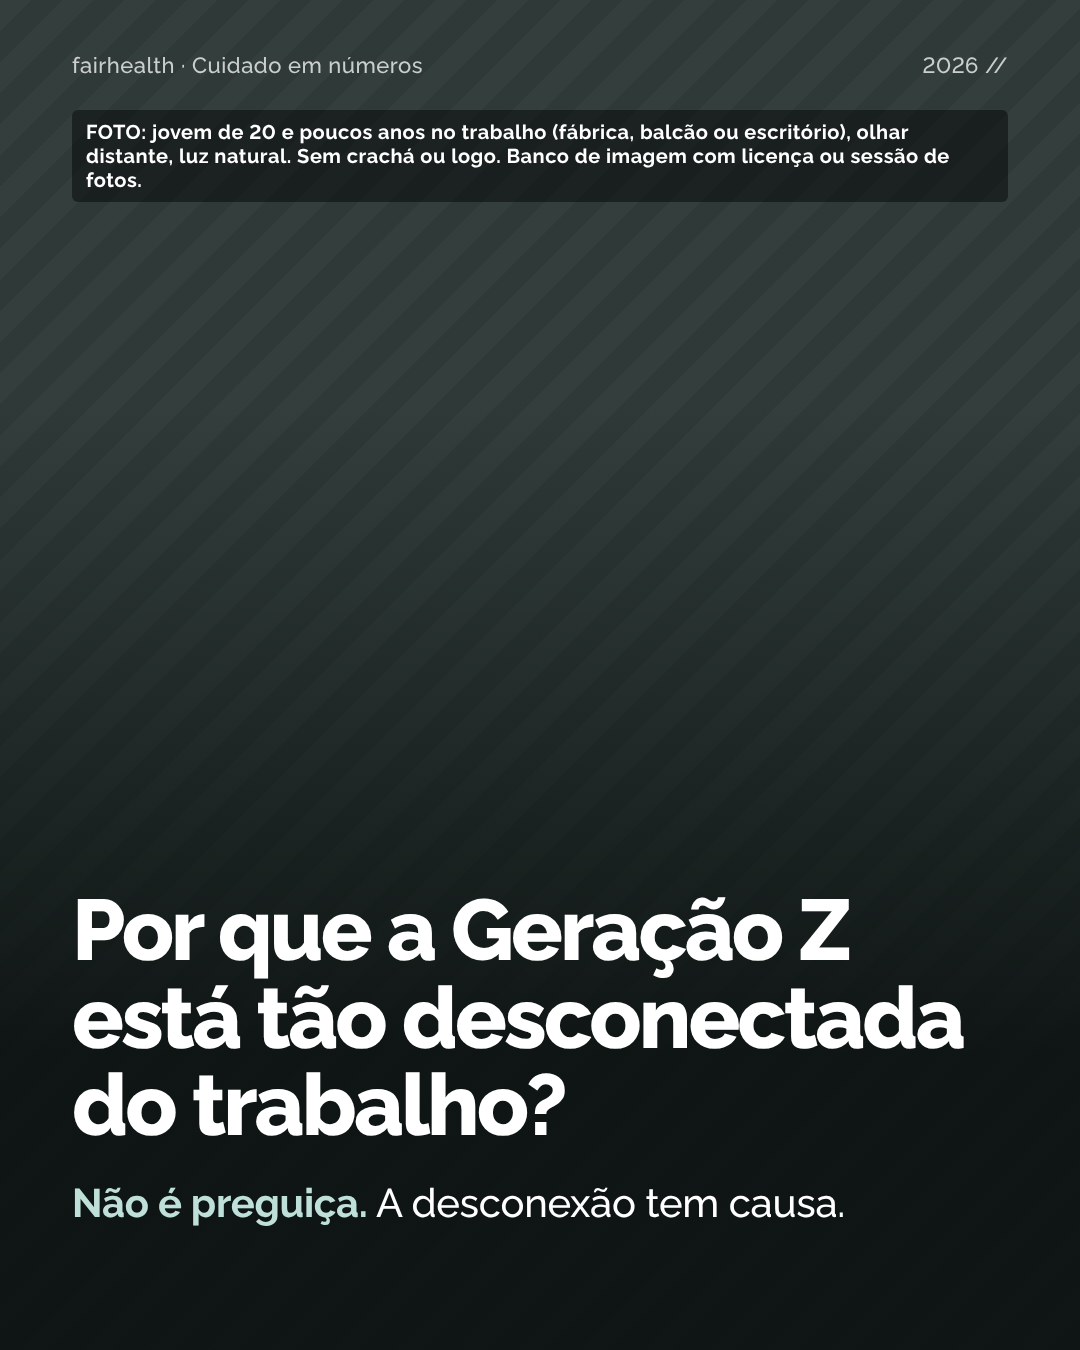 fairhealth · Cuidado em números
2026 //
FOTO: jovem de 20 e poucos anos no trabalho (fábrica, balcão ou escritório), olhar
distante, luz natural. Sem crachá ou logo. Banco de imagem com licença ou sessão de
fotos.
Por que a Geração Z
está tão desconectada
do trabalho?
Não é preguiça. A desconexão tem causa.